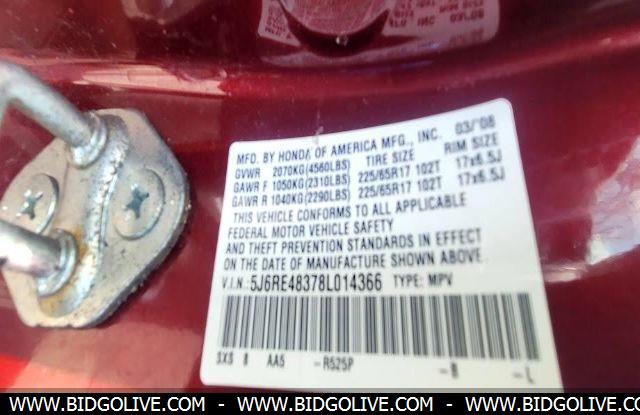 MFD. BY HONDA OF AMERICA MFG., INC. 03/'08
GVWR 2070KG(4560LBS) TIRE SIZE RIM SIZE
GAWR F 1050KG(2310LBS) 225/65R17 102T 17x6.5J
GAWR R 1040KG(2290LBS) 225/65R17 102T 17x6.5J
THIS VEHICLE CONFORMS TO ALL APPLICABLE
FEDERAL MOTOR VEHICLE SAFETY
AND THEFT PREVENTION STANDARDS IN EFFECT
ON THE DATE OF MANUFACTURE SHOWN ABOVE.
V.I.N: 5J6RE48378L014366 TYPE: MPV
SXS 8 AA5 -R525P -B -L
WWW.BIDGOLIVE.COM - WWW.BIDGOLIVE.COM - WWW.BIDGOLIVE.COM